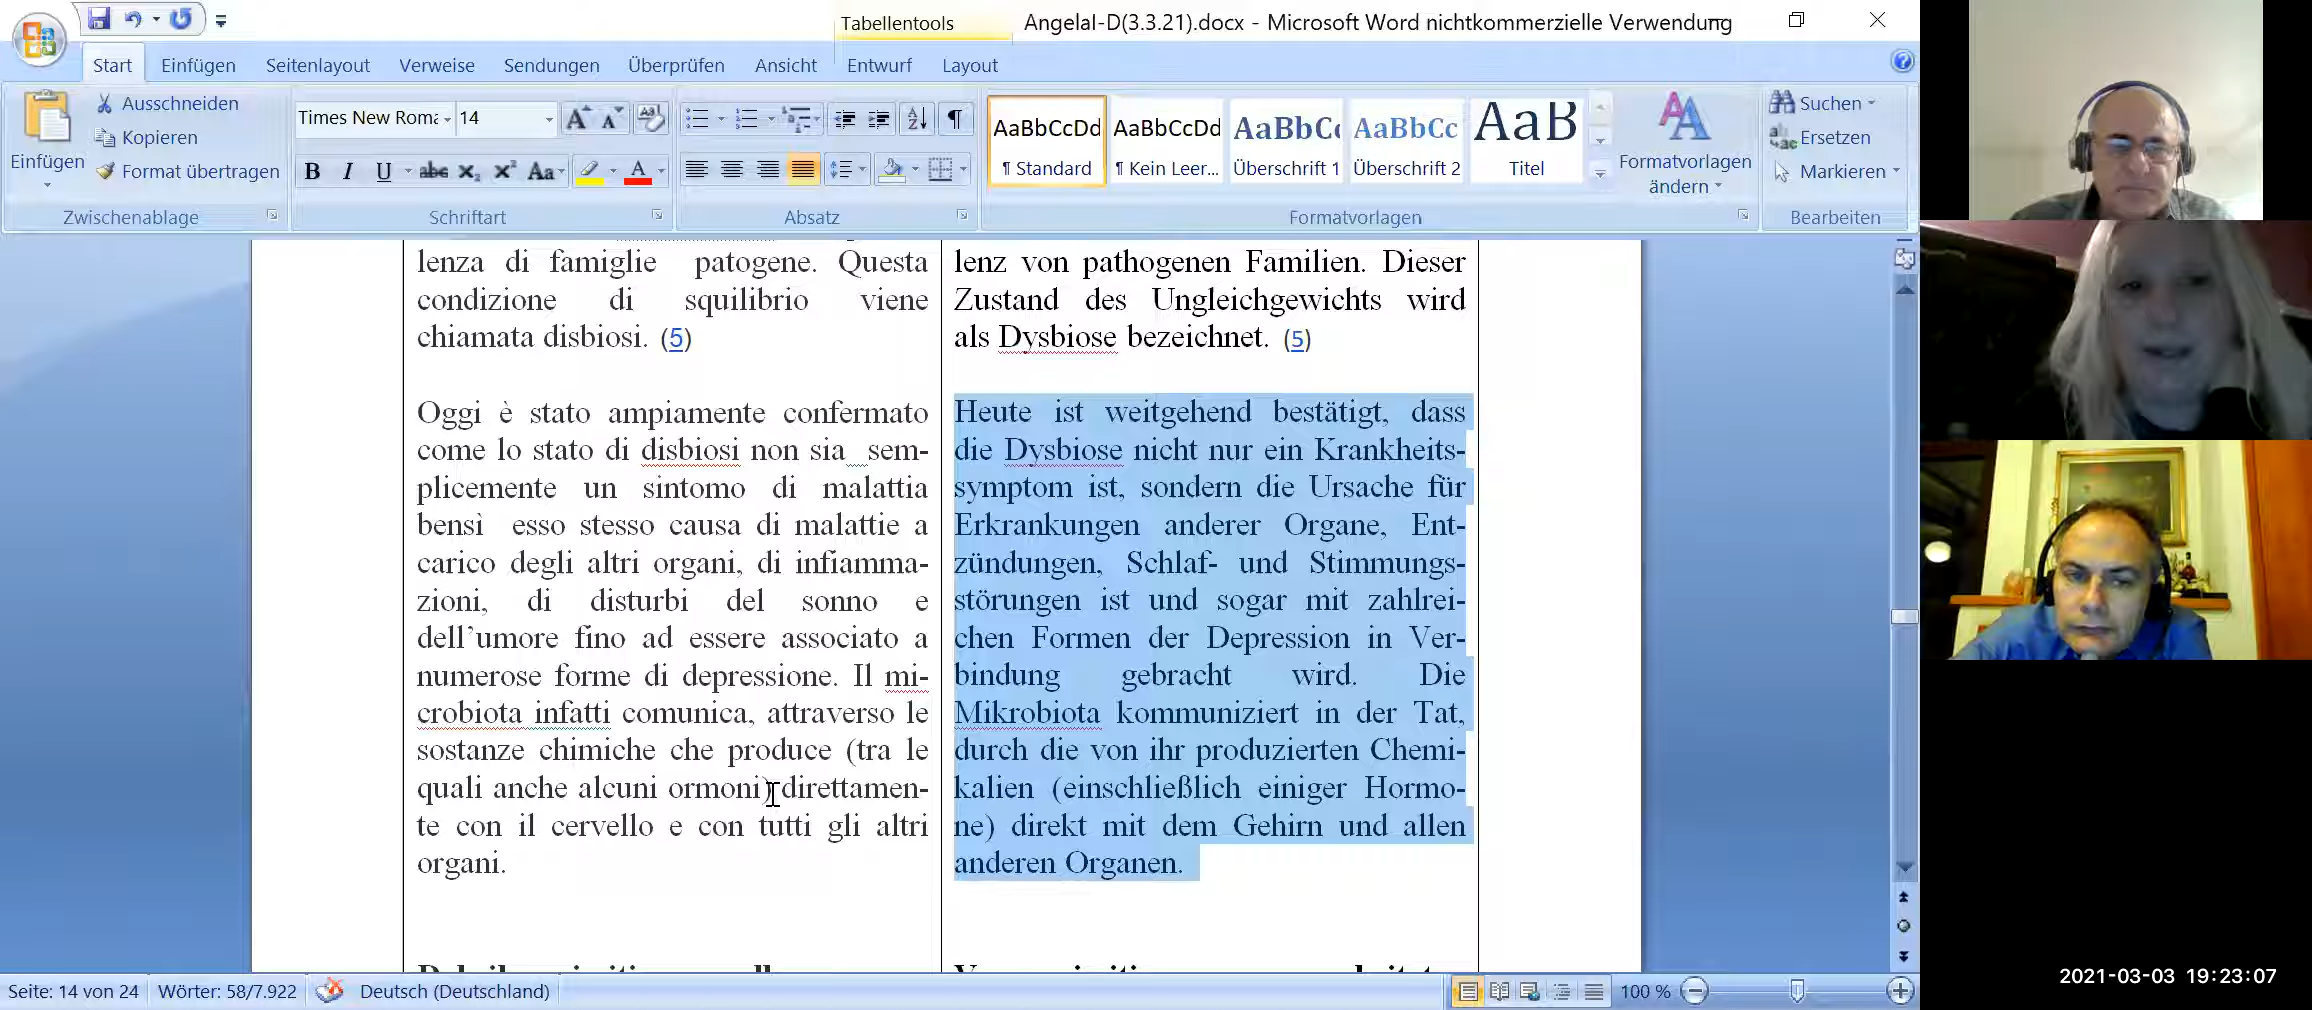 Tabellentools
AngelaI-D(3.3.21).docx - Microsoft Word nichtkommerzielle Verwendung
Start Einfügen Seitenlayout Verweise Sendungen Überprüfen Ansicht Entwurf Layout
Einfügen
Ausschneiden
Kopieren
Format übertragen
Zwischenablage
Times New Roma 14
Schriftart
Absatz
AaBbCcDd AaBbCcDd AaBbCc AaBbCc AaB
¶ Standard ¶ Kein Leer... Überschrift 1 Überschrift 2 Titel
Formatvorlagen
ändern
Formatvorlagen
Suchen
Ersetzen
Markieren
Bearbeiten
lenza di famiglie patogene. Questa
condizione di squilibrio viene
chiamata disbiosi. (5)
Oggi è stato ampiamente confermato
come lo stato di disbiosi non sia sem-
plicemente un sintomo di malattia
bensì esso stesso causa di malattie a
carico degli altri organi, di infiamma-
zioni, di disturbi del sonno e
dell’umore fino ad essere associato a
numerose forme di depressione. Il mi-
crobiota infatti comunica, attraverso le
sostanze chimiche che produce (tra le
quali anche alcuni ormoni) direttamen-
te con il cervello e con tutti gli altri
organi.
lenz von pathogenen Familien. Dieser
Zustand des Ungleichgewichts wird
als Dysbiose bezeichnet. (5)
Heute ist weitgehend bestätigt, dass
die Dysbiose nicht nur ein Krankheits-
symptom ist, sondern die Ursache für
Erkrankungen anderer Organe, Ent-
zündungen, Schlaf- und Stimmungs-
störungen ist und sogar mit zahlrei-
chen Formen der Depression in Ver-
bindung gebracht wird. Die
Mikrobiota kommuniziert in der Tat,
durch die von ihr produzierten Chemi-
kalien (einschließlich einiger Hormo-
ne) direkt mit dem Gehirn und allen
anderen Organen.
Seite: 14 von 24 Wörter: 58/7.922 Deutsch (Deutschland) 100 %
2021-03-03 19:23:07